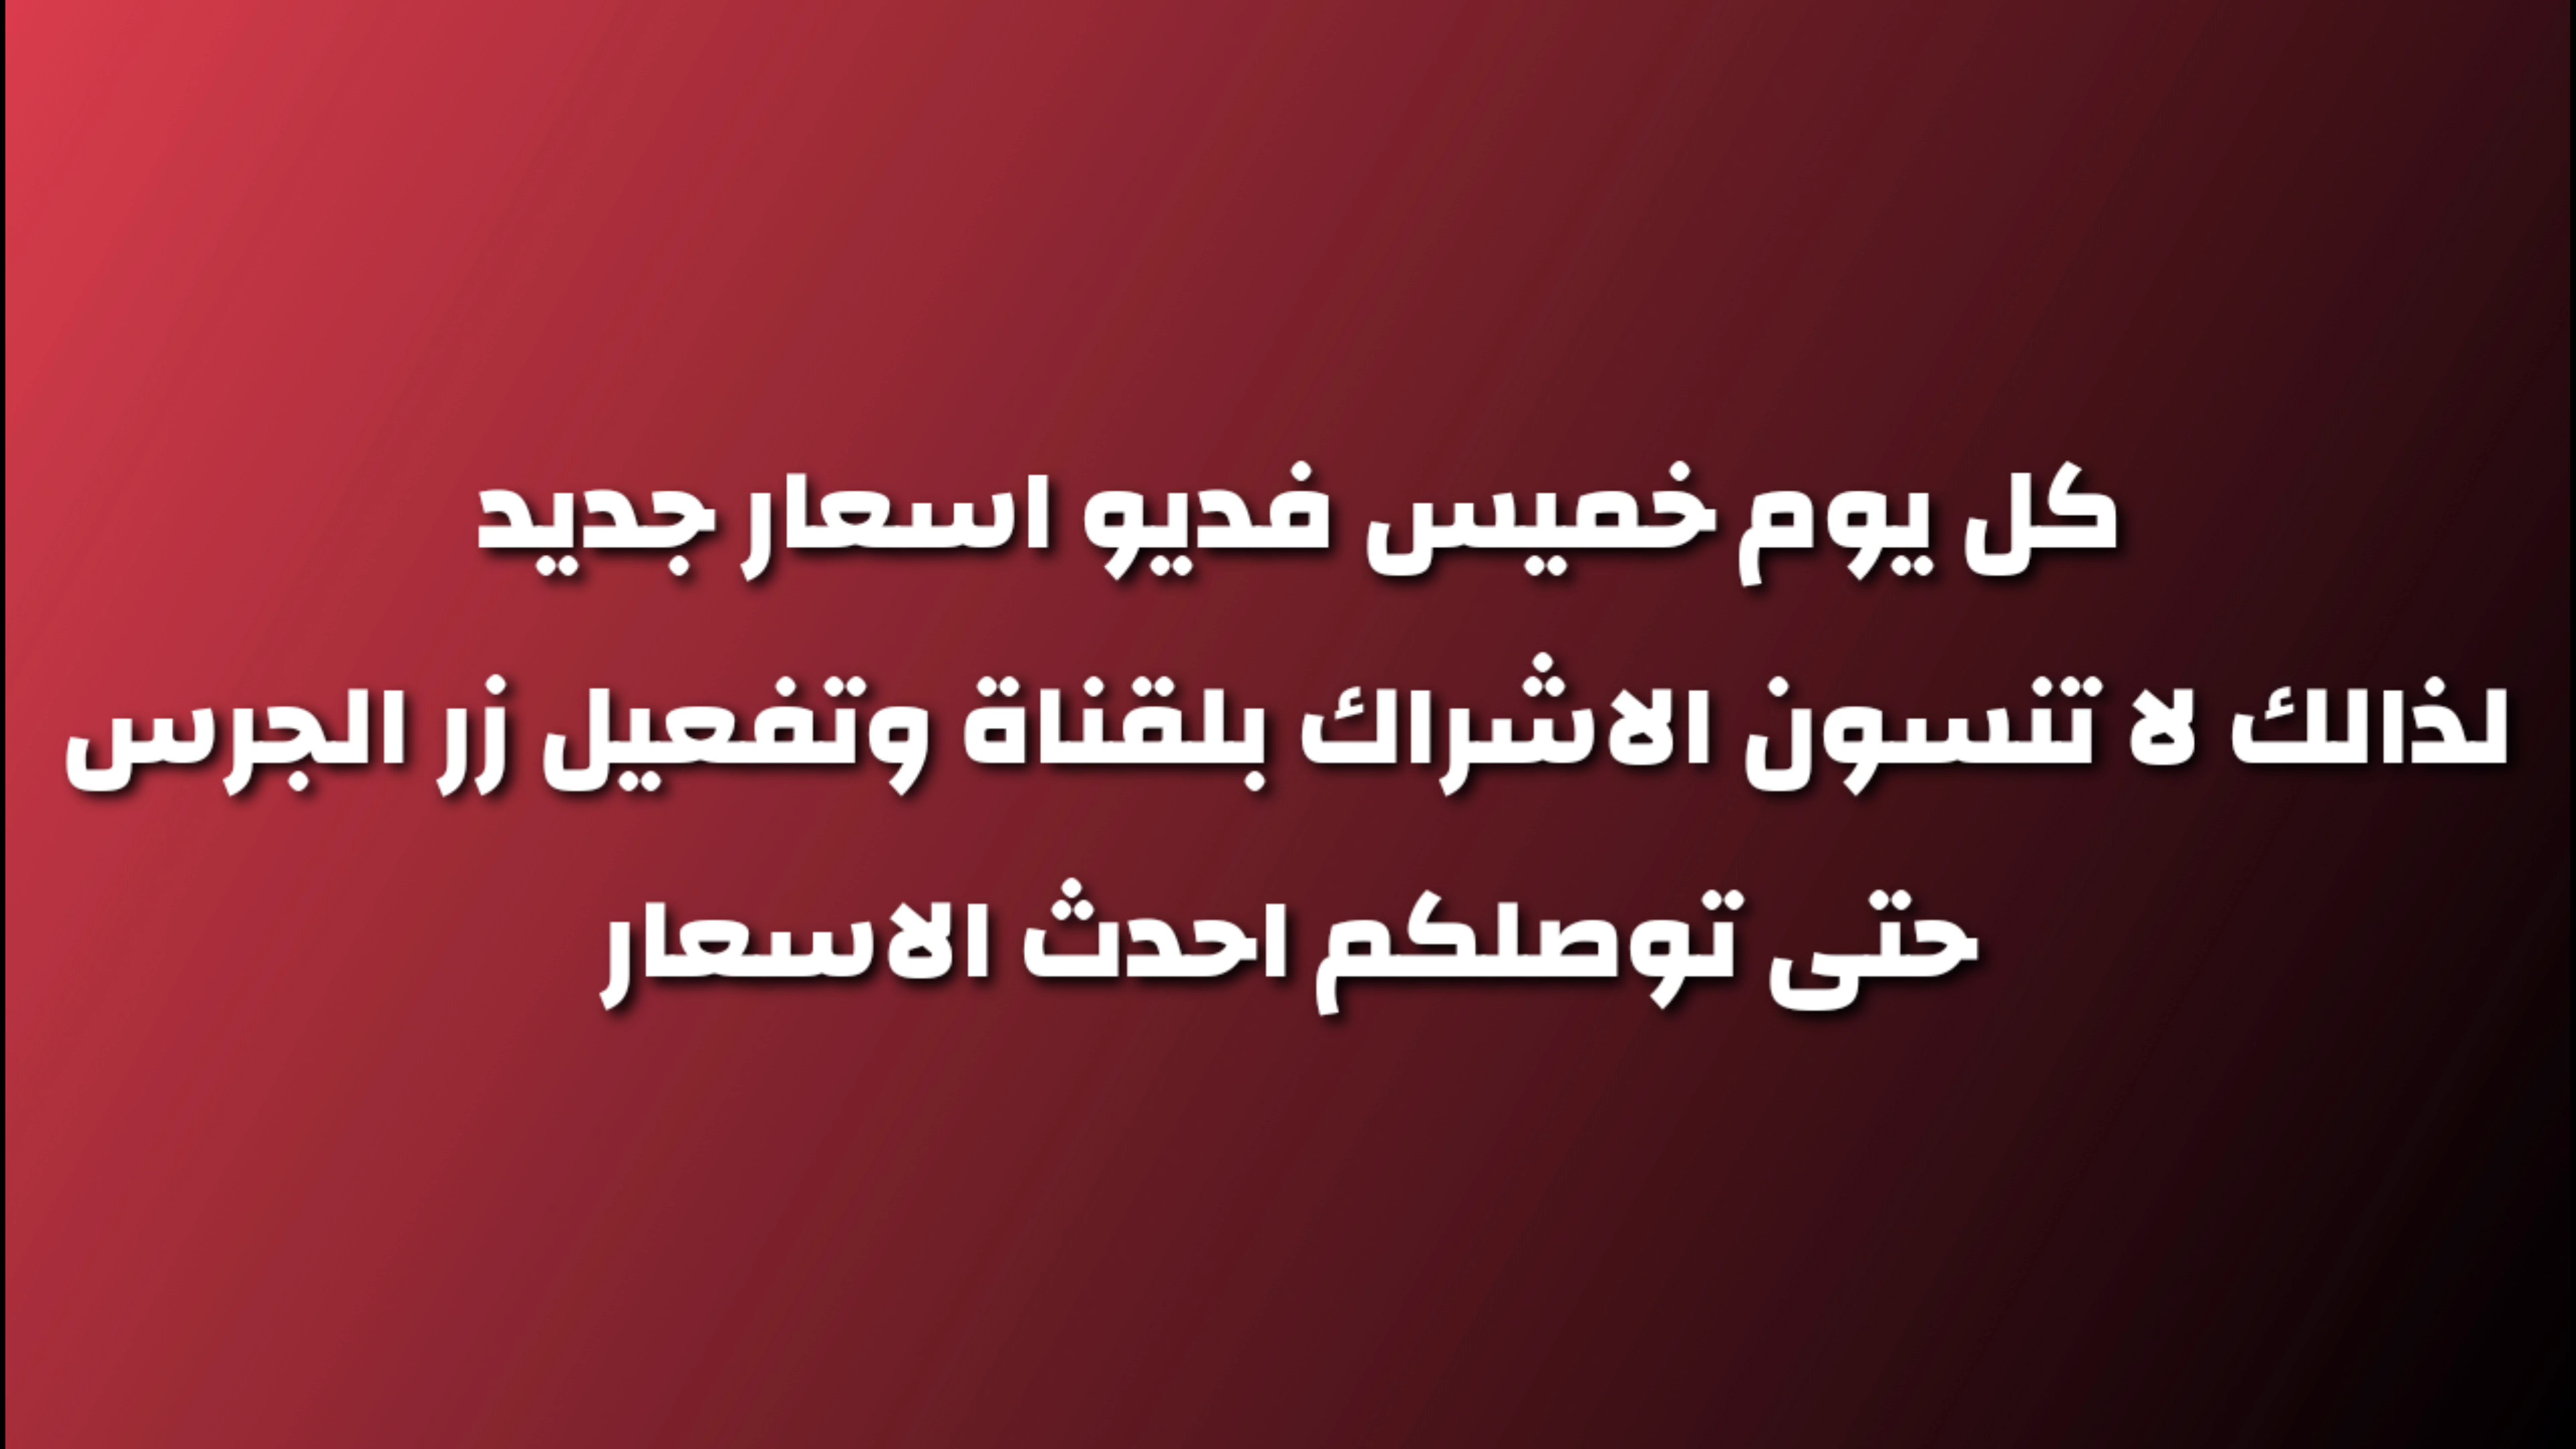 كل يوم خميس فديو اسعار جديد
لذالك لا تنسون الاشراك بلقناة وتفعيل زر الجرس
حتى توصلكم احدث الاسعار